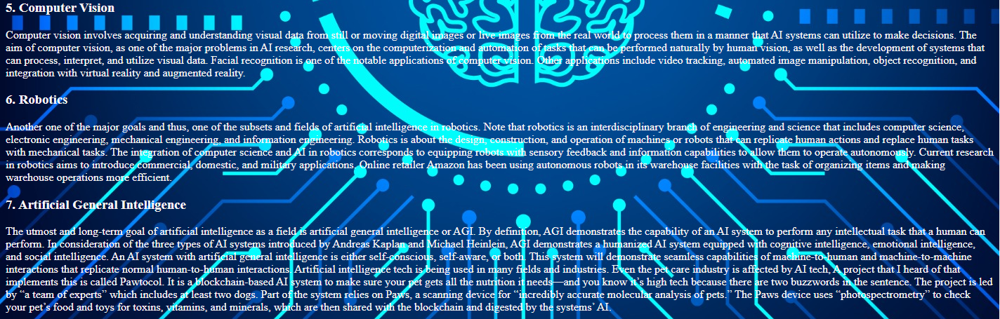 5. Computer Vision
Computer vision involves acquiring and understanding visual data from still or moving digital images or live images from the real world to process them in a manner that AI systems can utilize to make decisions. The
aim of computer vision, as one of the major problems in AI research, centers on the computerization and automation of tasks that can be performed naturally by human vision, as well as the development of systems that
can process, interpret, and utilize visual data. Facial recognition is one of the notable applications of computer vision. Other applications include video tracking, automated image manipulation, object recognition, and
integration with virtual reality and augmented reality.
6. Robotics
Another one of the major goals and thus, one of the subsets and fields of artificial intelligence in robotics. Note that robotics is an interdisciplinary branch of engineering and science that includes computer science,
electronic engineering, mechanical engineering, and information engineering. Robotics is about the design, construction, and operation of machines or robots that can replicate human actions and replace human tasks
with mechanical tasks. The integration of computer science and AI in robotics corresponds to equipping robots with sensory feedback and information capabilities to allow them to operate autonomously. Current research
in robotics aims to introduce commercial, domestic, and military applications. Online retailer Amazon has been using autonomous robots in its warehouse facilities with the task of organizing items and making
warehouse operations more efficient.
7. Artificial General Intelligence
The utmost and long-term goal of artificial intelligence as a field is artificial general intelligence or AGI. By definition, AGI demonstrates the capability of an AI system to perform any intellectual task that a human can
perform. In consideration of the three types of AI systems introduced by Andreas Kaplan and Michael Heinlein, AGI demonstrates a humanized AI system equipped with cognitive intelligence, emotional intelligence,
and social intelligence. An AI system with artificial general intelligence is either self-conscious, self-aware, or both. This system will demonstrate seamless capabilities of machine-to-human and machine-to-machine
interactions that replicate normal human-to-human interactions. Artificial intelligence tech is being used in many fields and industries. Even the pet care industry is affected by AI tech, A project that I heard of that
implements this is called Pawtocol. It is a blockchain-based AI system to make sure your pet gets all the nutrition it needs—and you know it’s high tech because there are two buzzwords in the sentence. The project is led
by “a team of experts” which includes at least two dogs. Part of the system relies on Paws, a scanning device for “incredibly accurate molecular analysis of pets.” The Paws device uses “photospectrometry” to check
your pet’s food and toys for toxins, vitamins, and minerals, which are then shared with the blockchain and digested by the systems’ AI.